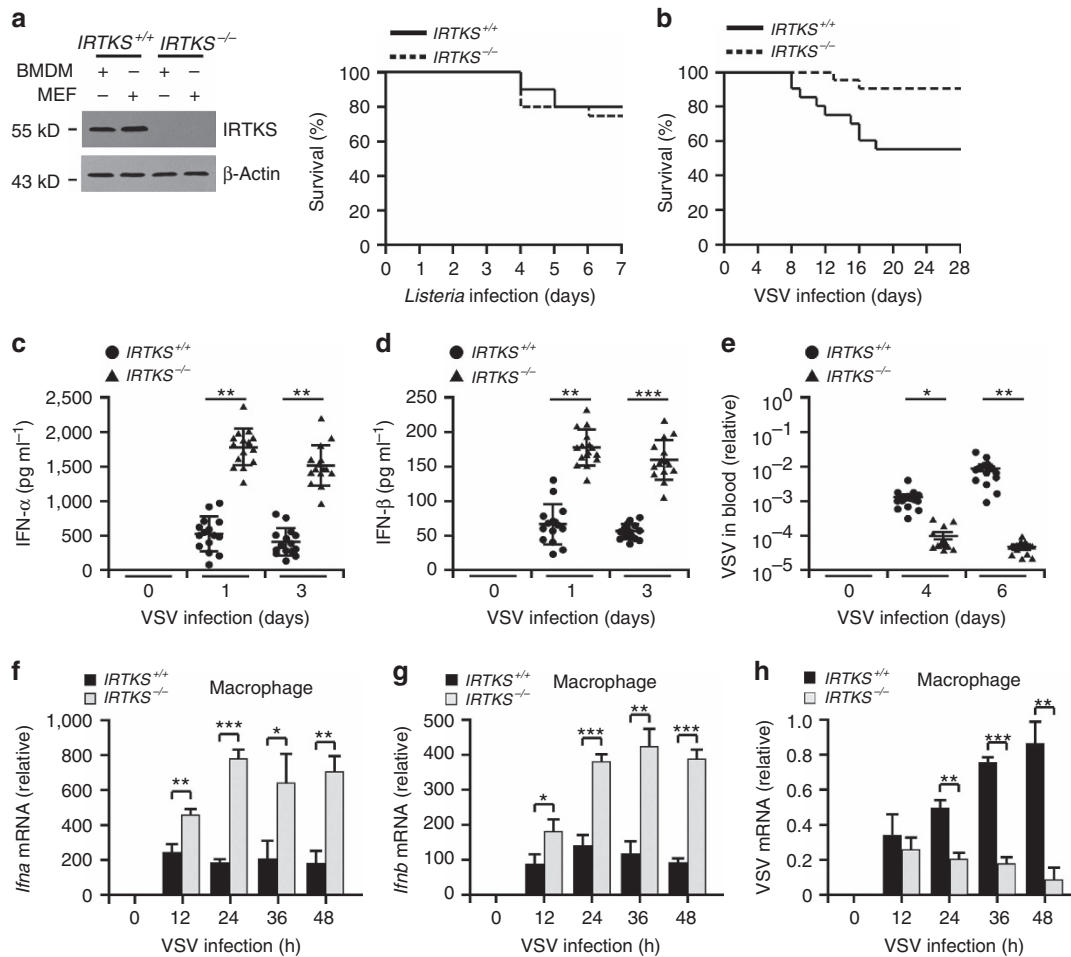 a
IRTKS+/+ IRTKS−/−
BMDM + − + −
MEF − + − +
55 kD IRTKS
43 kD β-Actin
IRTKS+/+
IRTKS−/−
Survival (%)
100
80
60
40
20
0
0 1 2 3 4 5 6 7
Listeria infection (days)
b
IRTKS+/+
IRTKS−/−
Survival (%)
100
80
60
40
20
0
0 4 8 12 16 20 24 28
VSV infection (days)
c
IRTKS+/+
IRTKS−/−
IFN-α (pg ml−1)
2,500
2,000
1,500
1,000
500
0
** **
0 1 3
VSV infection (days)
d
IRTKS+/+
IRTKS−/−
IFN-β (pg ml−1)
250
200
150
100
50
0
** ***
0 1 3
VSV infection (days)
e
IRTKS+/+
IRTKS−/−
VSV in blood (relative)
10^0
10^−1
10^−2
10^−3
10^−4
10^−5
* **
0 4 6
VSV infection (days)
f
IRTKS+/+
IRTKS−/−
Macrophage
Ifna mRNA (relative)
1,000
800
600
400
200
0
** *** * **
0 12 24 36 48
VSV infection (h)
g
IRTKS+/+
IRTKS−/−
Macrophage
Ifnb mRNA (relative)
500
400
300
200
100
0
* *** ** ***
0 12 24 36 48
VSV infection (h)
h
IRTKS+/+
IRTKS−/−
Macrophage
VSV mRNA (relative)
1.0
0.8
0.6
0.4
0.2
0
** *** **
0 12 24 36 48
VSV infection (h)